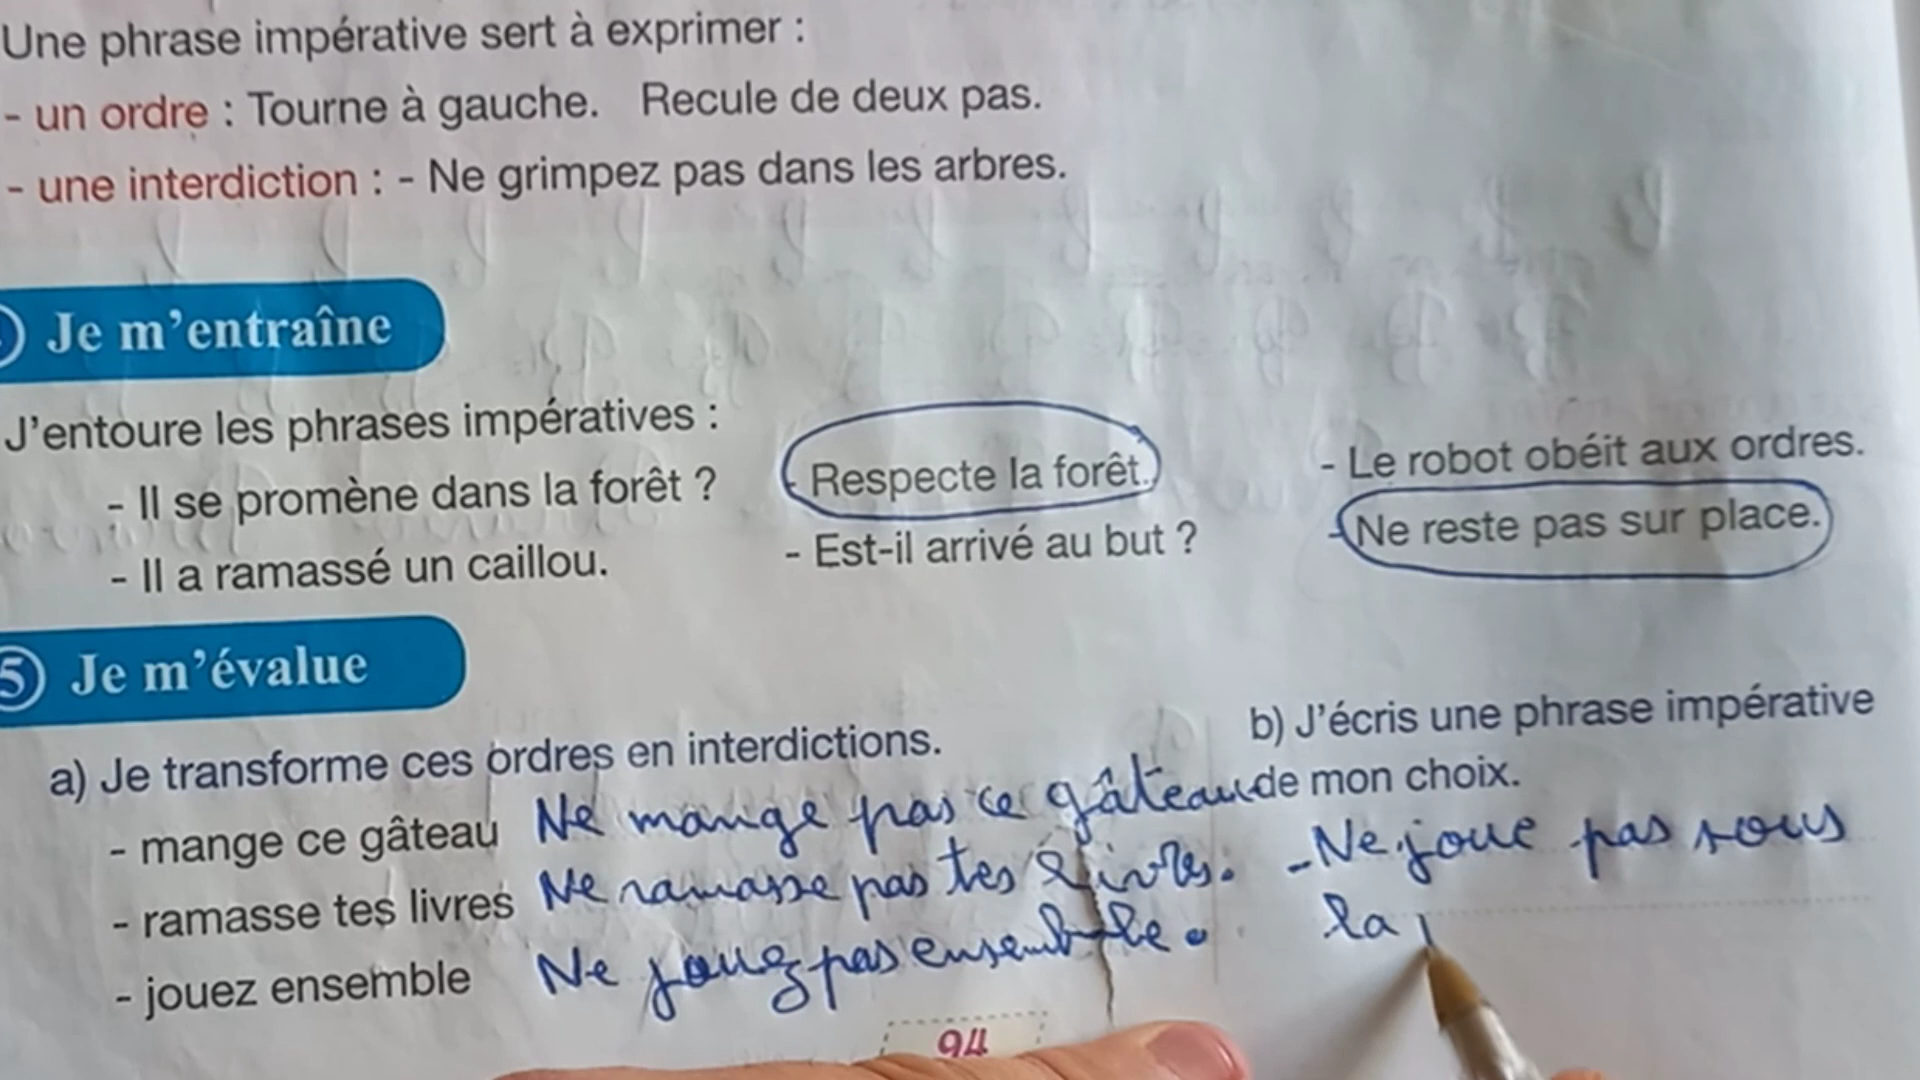 Une phrase impérative sert à exprimer :
- un ordre : Tourne à gauche. Recule de deux pas.
- une interdiction : - Ne grimpez pas dans les arbres.
Je m'entraîne
J'entoure les phrases impératives :
- Il se promène dans la forêt ? - Respecte la forêt. - Le robot obéit aux ordres.
- Il a ramassé un caillou. - Est-il arrivé au but ? - Ne reste pas sur place.
5 Je m'évalue
a) Je transforme ces ordres en interdictions.
- mange ce gâteau Ne mange pas ce gâteau
- ramasse tes livres Ne ramasse pas tes livres.
- jouez ensemble Ne jouez pas ensemble.
b) J'écris une phrase impérative
de mon choix.
- Ne joue pas sous
la
94